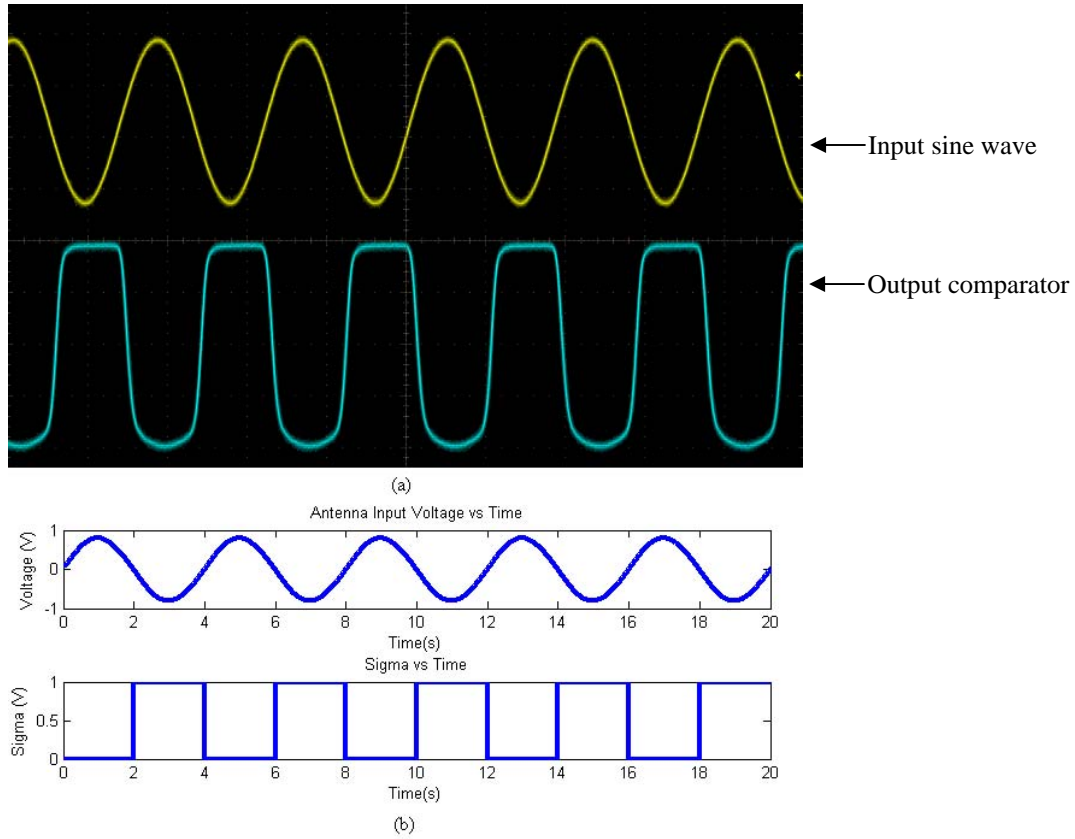 Input sine wave
Output comparator
(a)
Antenna Input Voltage vs Time
Voltage (V)
1
0
-1
0 2 4 6 8 10 12 14 16 18 20
Time(s)
Sigma vs Time
Sigma (V)
1
0.5
0
0 2 4 6 8 10 12 14 16 18 20
Time(s)
(b)